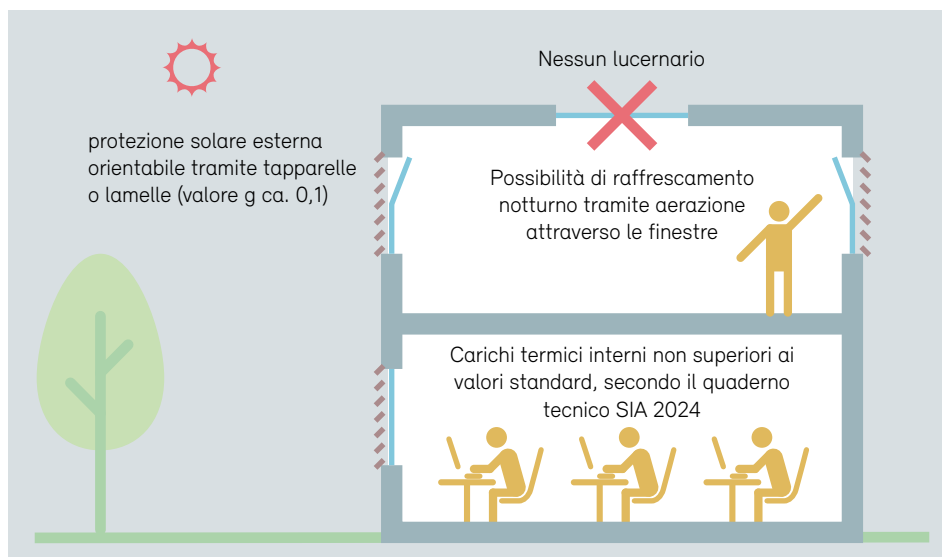 Nessun lucernario
protezione solare esterna
orientabile tramite tapparelle
o lamelle (valore g ca. 0,1)
Possibilità di raffrescamento
notturno tramite aerazione
attraverso le finestre
Carichi termici interni non superiori ai
valori standard, secondo il quaderno
tecnico SIA 2024